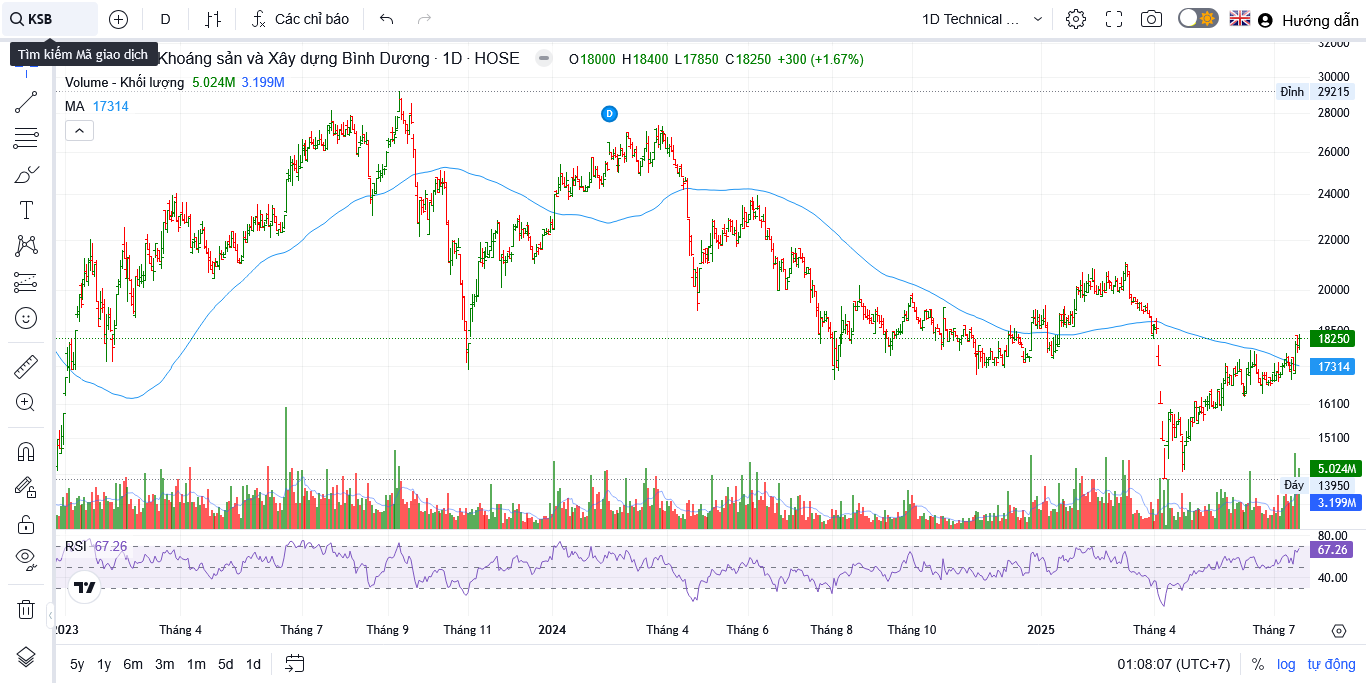 KSB D Các chỉ báo 1D Technical ... Hướng dẫn
Tìm kiếm Mã giao dịch
Khoáng sản và Xây dựng Bình Dương · 1D · HOSE O18000 H18400 L17850 C18250 +300 (+1.67%)
Volume - Khối lượng 5.024M 3.199M
MA 17314
D
32000
30000
Đỉnh 29215
28000
26000
24000
22000
20000
18500
18250
17314
16100
15100
5.024M
Đáy 13950
3.199M
RSI 67.26
80.00
67.26
40.00
2023 Tháng 4 Tháng 7 Tháng 9 Tháng 11 2024 Tháng 4 Tháng 6 Tháng 8 Tháng 10 2025 Tháng 4 Tháng 7
5y 1y 6m 3m 1m 5d 1d 01:08:07 (UTC+7) % log tự động